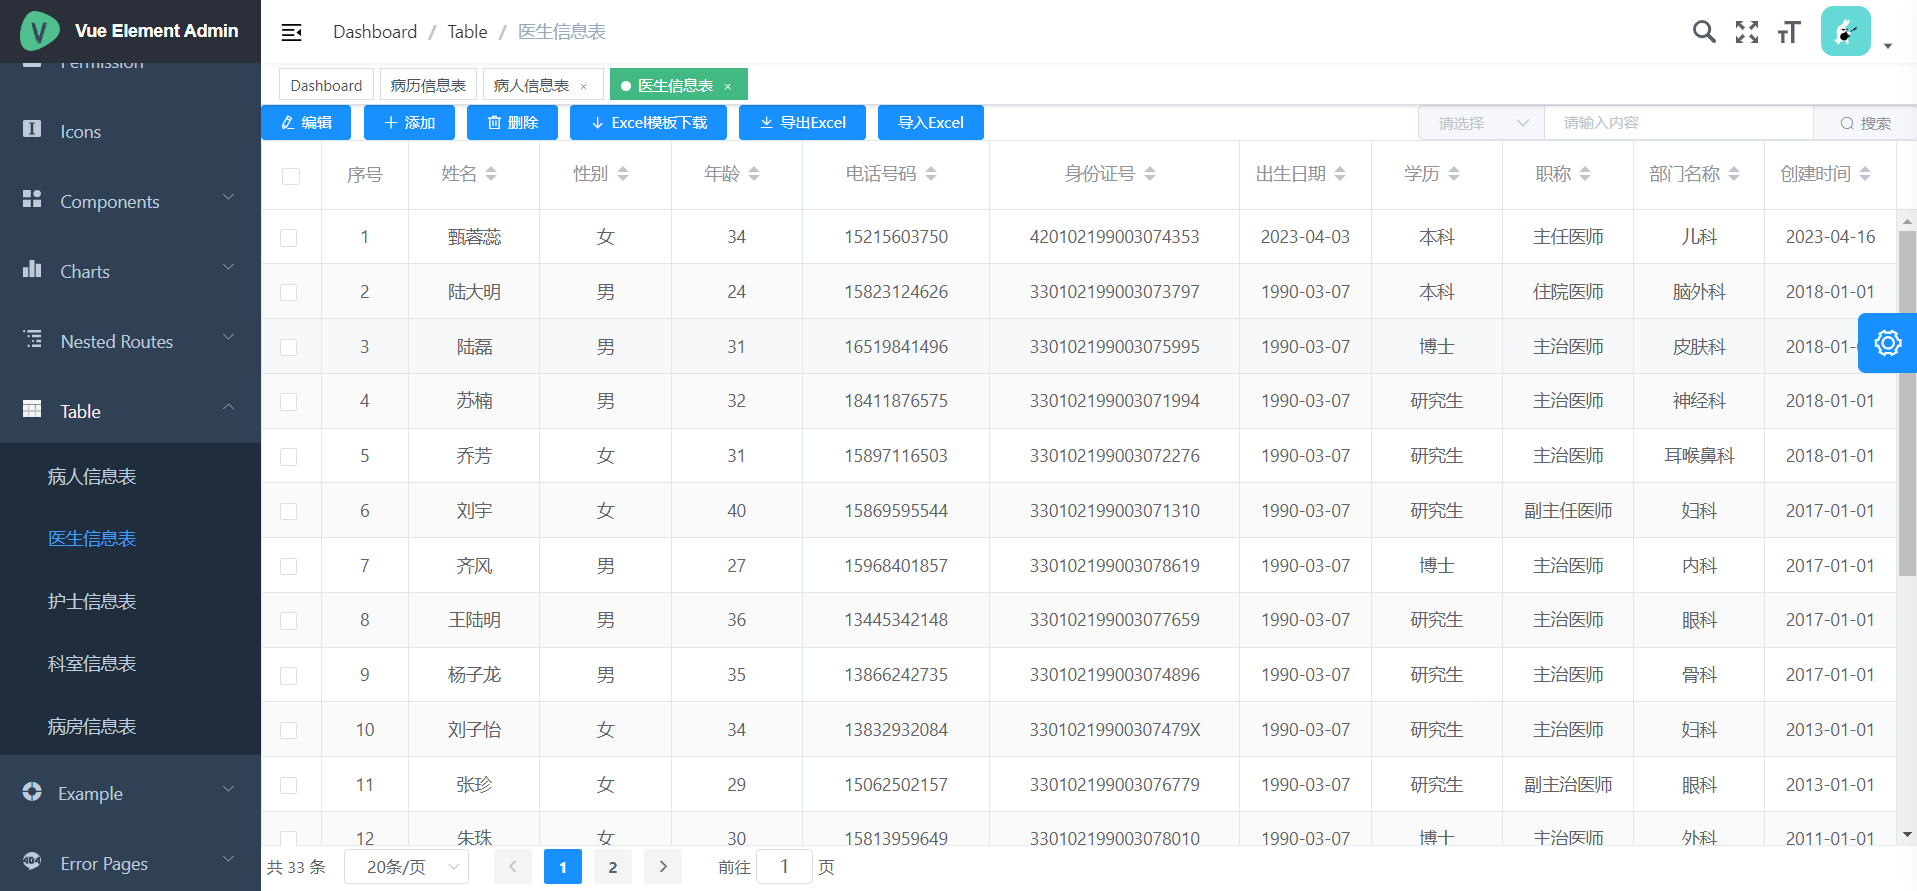 Vue Element Admin
Dashboard / Table / 医生信息表
Permission
Icons
Components
Charts
Nested Routes
Table
病人信息表
医生信息表
护士信息表
科室信息表
病房信息表
Example
404
Error Pages
Dashboard 病历信息表 病人信息表 × 医生信息表 ×
编辑 添加 删除 Excel模板下载 导出Excel 导入Excel 请选择 请输入内容 搜索
序号 姓名 性别 年龄 电话号码 身份证号 出生日期 学历 职称 部门名称 创建时间
1 甄蓉蕊 女 34 15215603750 420102199003074353 2023-04-03 本科 主任医师 儿科 2023-04-16
2 陆大明 男 24 15823124626 330102199003073797 1990-03-07 本科 住院医师 脑外科 2018-01-01
3 陆磊 男 31 16519841496 330102199003075995 1990-03-07 博士 主治医师 皮肤科 2018-01-
4 苏楠 男 32 18411876575 330102199003071994 1990-03-07 研究生 主治医师 神经科 2018-01-01
5 乔芳 女 31 15897116503 330102199003072276 1990-03-07 研究生 主治医师 耳喉鼻科 2018-01-01
6 刘宇 女 40 15869595544 330102199003071310 1990-03-07 研究生 副主任医师 妇科 2017-01-01
7 齐风 男 27 15968401857 330102199003078619 1990-03-07 博士 主治医师 内科 2017-01-01
8 王陆明 男 36 13445342148 330102199003077659 1990-03-07 研究生 主治医师 眼科 2017-01-01
9 杨子龙 男 35 13866242735 330102199003074896 1990-03-07 研究生 主治医师 骨科 2017-01-01
10 刘子怡 女 34 13832932084 33010219900307479X 1990-03-07 研究生 主治医师 妇科 2013-01-01
11 张珍 女 29 15062502157 330102199003076779 1990-03-07 研究生 副主治医师 眼科 2013-01-01
12 朱珠 女 30 15813959649 330102199003078010 1990-03-07 博士 主治医师 外科 2011-01-01
共 33 条 20条/页 1 2 前往 1 页